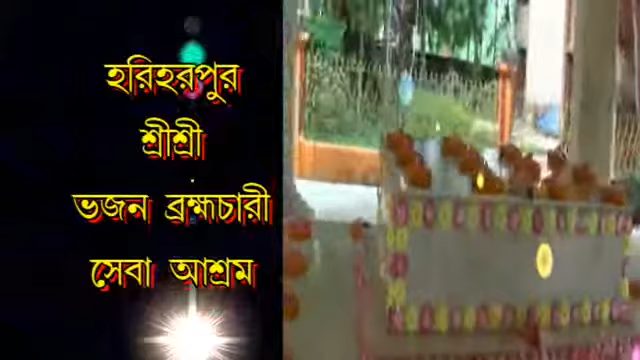 হরিহরপুর
শ্রীশ্রী
ভজন ব্রহ্মচারী
সেবা আশ্রম